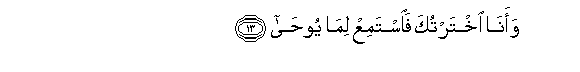 وَأَنَا ٱخْتَرْتُكَ فَٱسْتَمِعْ لِمَا يُوحَىٰٓ ﴿١٣﴾